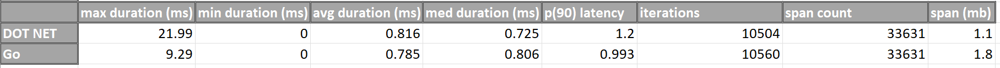 max duration (ms) min duration (ms) avg duration (ms) med duration (ms) p(90) latency iterations span count span (mb)
DOT NET 21.99 0 0.816 0.725 1.2 10504 33631 1.1
Go 9.29 0 0.785 0.806 0.993 10560 33631 1.8